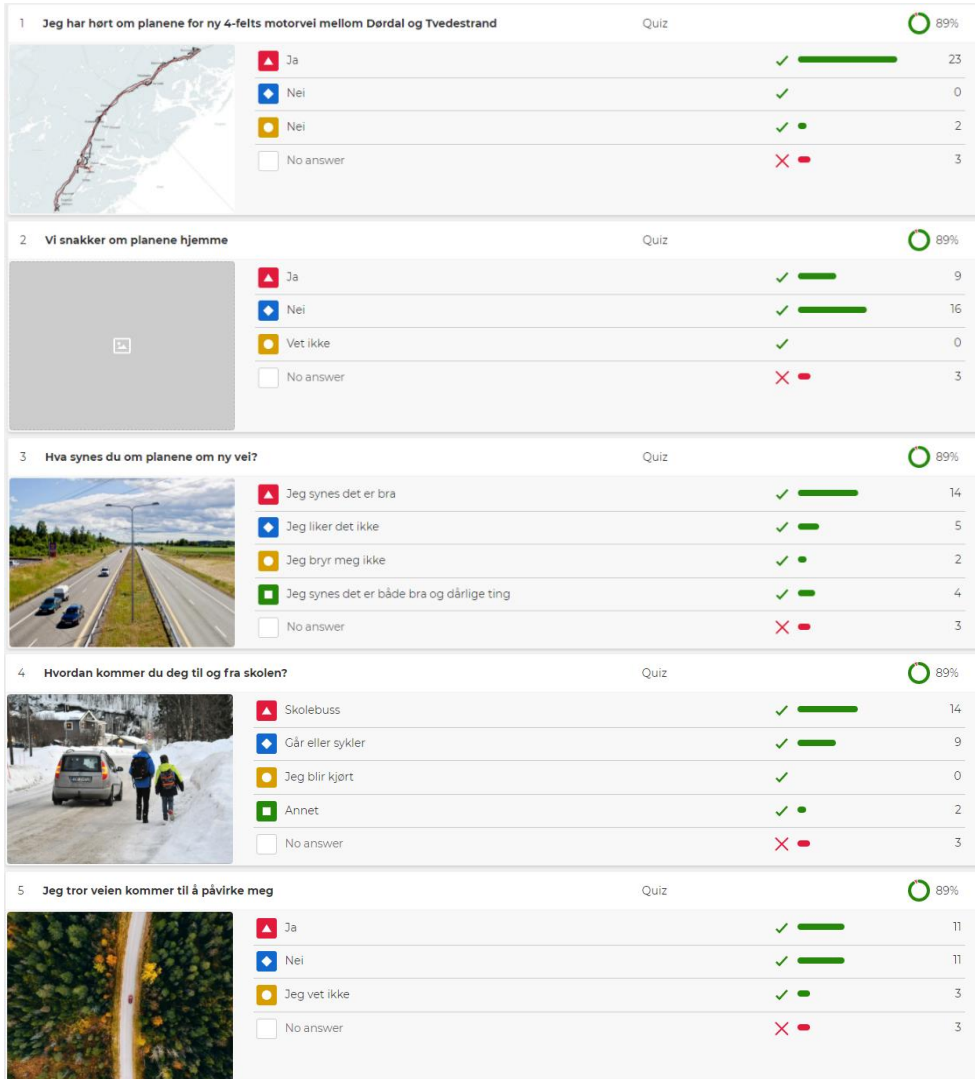 1 Jeg har hørt om planene for ny 4-felts motorvei mellom Dørdal og Tvedestrand Quiz 89%
Ja 23
Nei 0
Nei 2
No answer 3
2 Vi snakker om planene hjemme Quiz 89%
Ja 9
Nei 16
Vet ikke 0
No answer 3
3 Hva synes du om planene om ny vei? Quiz 89%
Jeg synes det er bra 14
Jeg liker det ikke 5
Jeg bryr meg ikke 2
Jeg synes det er både bra og dårlige ting 4
No answer 3
4 Hvordan kommer du deg til og fra skolen? Quiz 89%
Skolebuss 14
Går eller sykler 9
Jeg blir kjørt 0
Annet 2
No answer 3
5 Jeg tror veien kommer til å påvirke meg Quiz 89%
Ja 11
Nei 11
Jeg vet ikke 3
No answer 3